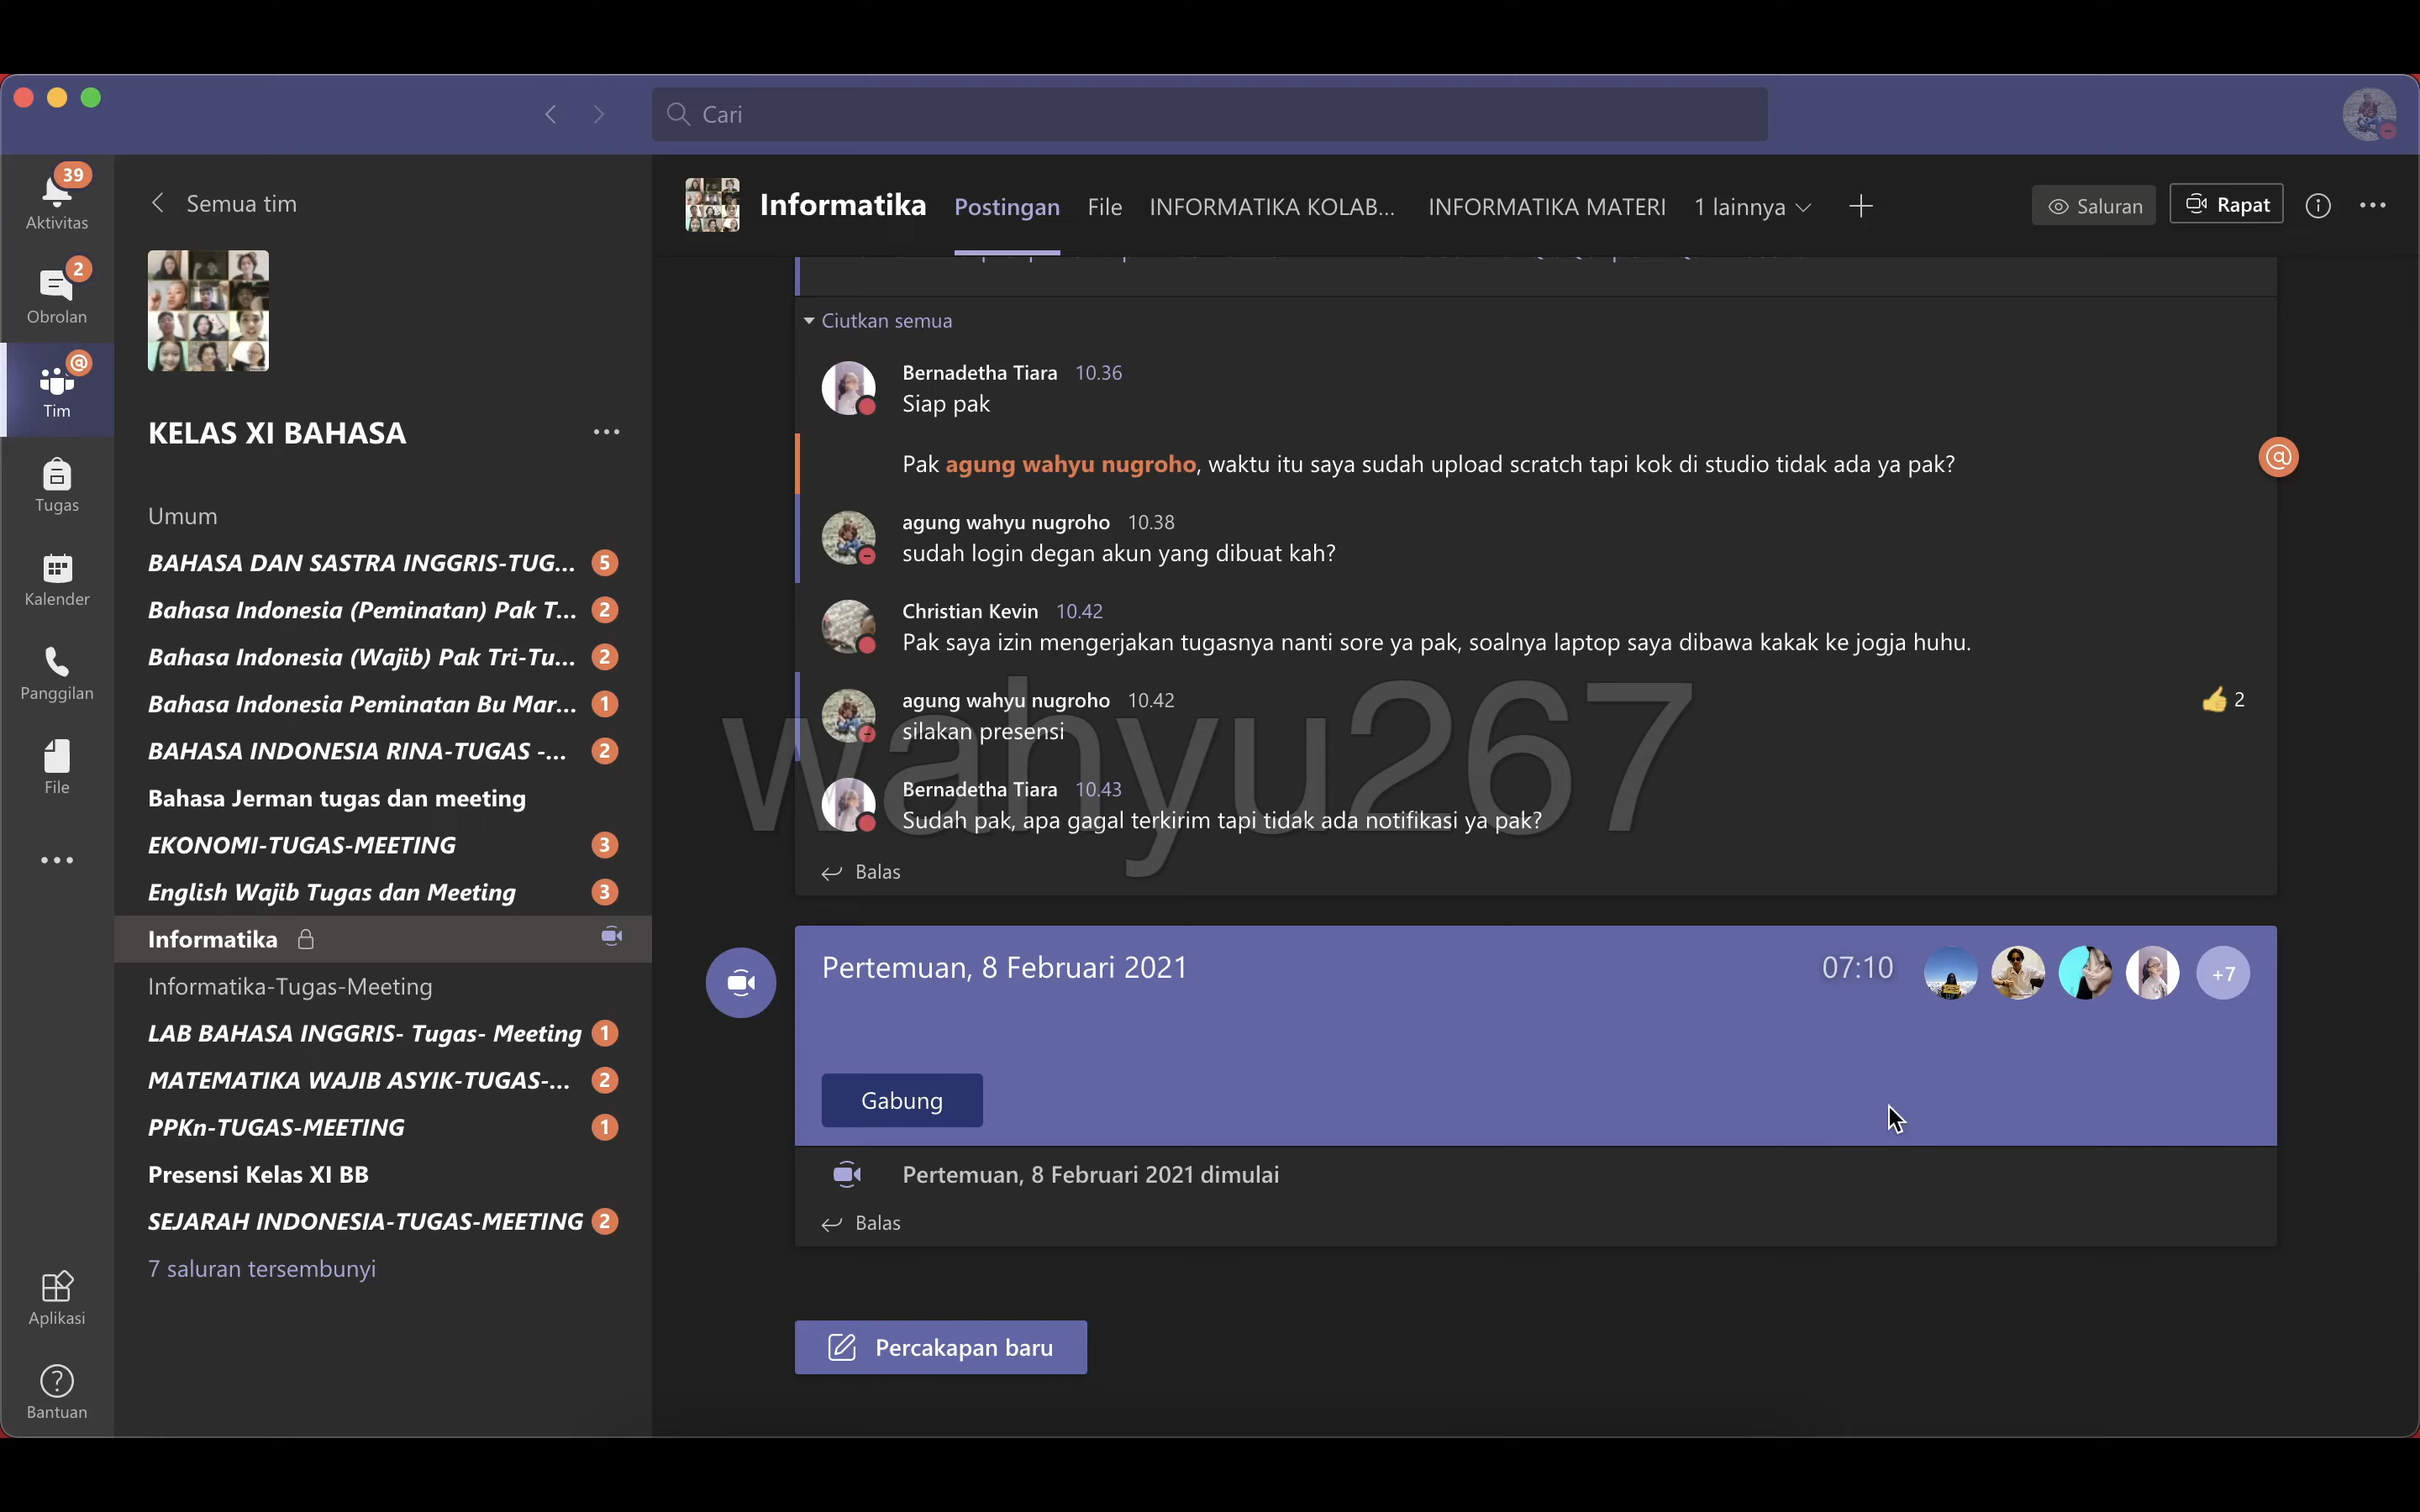 Cari
39
Aktivitas
2
Obrolan
@
Tim
Tugas
Kalender
Panggilan
File
Aplikasi
Bantuan
Semua tim
KELAS XI BAHASA
Umum
BAHASA DAN SASTRA INGGRIS-TUG... 5
Bahasa Indonesia (Peminatan) Pak T... 2
Bahasa Indonesia (Wajib) Pak Tri-Tu... 2
Bahasa Indonesia Peminatan Bu Mar... 1
BAHASA INDONESIA RINA-TUGAS -... 2
Bahasa Jerman tugas dan meeting
EKONOMI-TUGAS-MEETING 3
English Wajib Tugas dan Meeting 3
Informatika
Informatika-Tugas-Meeting
LAB BAHASA INGGRIS- Tugas- Meeting 1
MATEMATIKA WAJIB ASYIK-TUGAS-... 2
PPKn-TUGAS-MEETING 1
Presensi Kelas XI BB
SEJARAH INDONESIA-TUGAS-MEETING 2
7 saluran tersembunyi
Informatika Postingan File INFORMATIKA KOLAB... INFORMATIKA MATERI 1 lainnya Saluran Rapat
Ciutkan semua
Bernadetha Tiara 10.36
Siap pak
Pak agung wahyu nugroho, waktu itu saya sudah upload scratch tapi kok di studio tidak ada ya pak?
@
agung wahyu nugroho 10.38
sudah login degan akun yang dibuat kah?
Christian Kevin 10.42
Pak saya izin mengerjakan tugasnya nanti sore ya pak, soalnya laptop saya dibawa kakak ke jogja huhu.
agung wahyu nugroho 10.42
👍 2
silakan presensi
wahyu267
Bernadetha Tiara 10.43
Sudah pak, apa gagal terkirim tapi tidak ada notifikasi ya pak?
Balas
Pertemuan, 8 Februari 2021 07:10 +7
Gabung
Pertemuan, 8 Februari 2021 dimulai
Balas
Percakapan baru